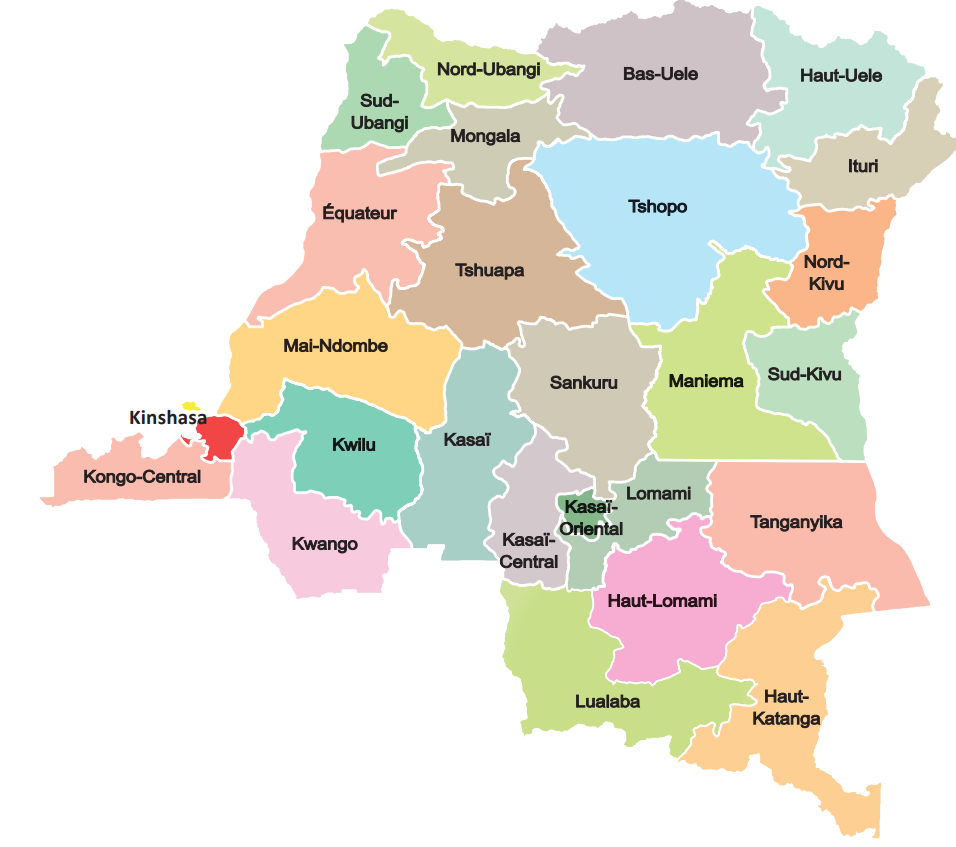 Nord-Ubangi
Bas-Uele
Haut-Uele
Sud-
Ubangi
Mongala
Ituri
Équateur
Tshopo
Tshuapa
Nord-
Kivu
Mai-Ndombe
Sankuru
Maniema
Sud-Kivu
Kinshasa
Kwilu
Kasaï
Kongo-Central
Lomami
Kasaï-
Oriental
Tanganyika
Kwango
Kasaï-
Central
Haut-Lomami
Lualaba
Haut-
Katanga